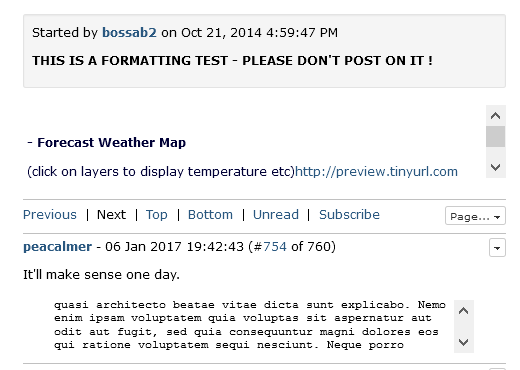 Started by bossab2 on Oct 21, 2014 4:59:47 PM
THIS IS A FORMATTING TEST - PLEASE DON'T POST ON IT !
- Forecast Weather Map
(click on layers to display temperature etc)http://preview.tinyurl.com
Previous | Next | Top | Bottom | Unread | Subscribe Page...
peacalmer - 06 Jan 2017 19:42:43 (#754 of 760)
It'll make sense one day.
quasi architecto beatae vitae dicta sunt explicabo. Nemo
enim ipsam voluptatem quia voluptas sit aspernatur aut
odit aut fugit, sed quia consequuntur magni dolores eos
qui ratione voluptatem sequi nesciunt. Neque porro